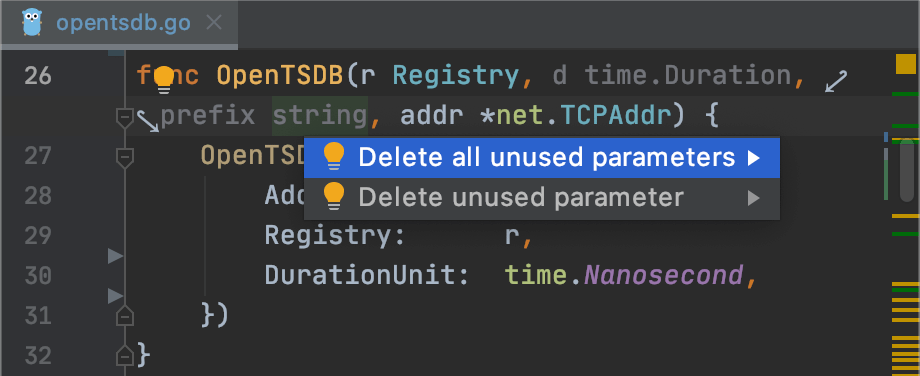 opentsdb.go
26 func OpenTSDB(r Registry, d time.Duration,
prefix string, addr *net.TCPAddr) {
27 OpenTSD
Delete all unused parameters
28 Add
Delete unused parameter
29 Registry: r,
30 DurationUnit: time.Nanosecond,
31 })
32 }